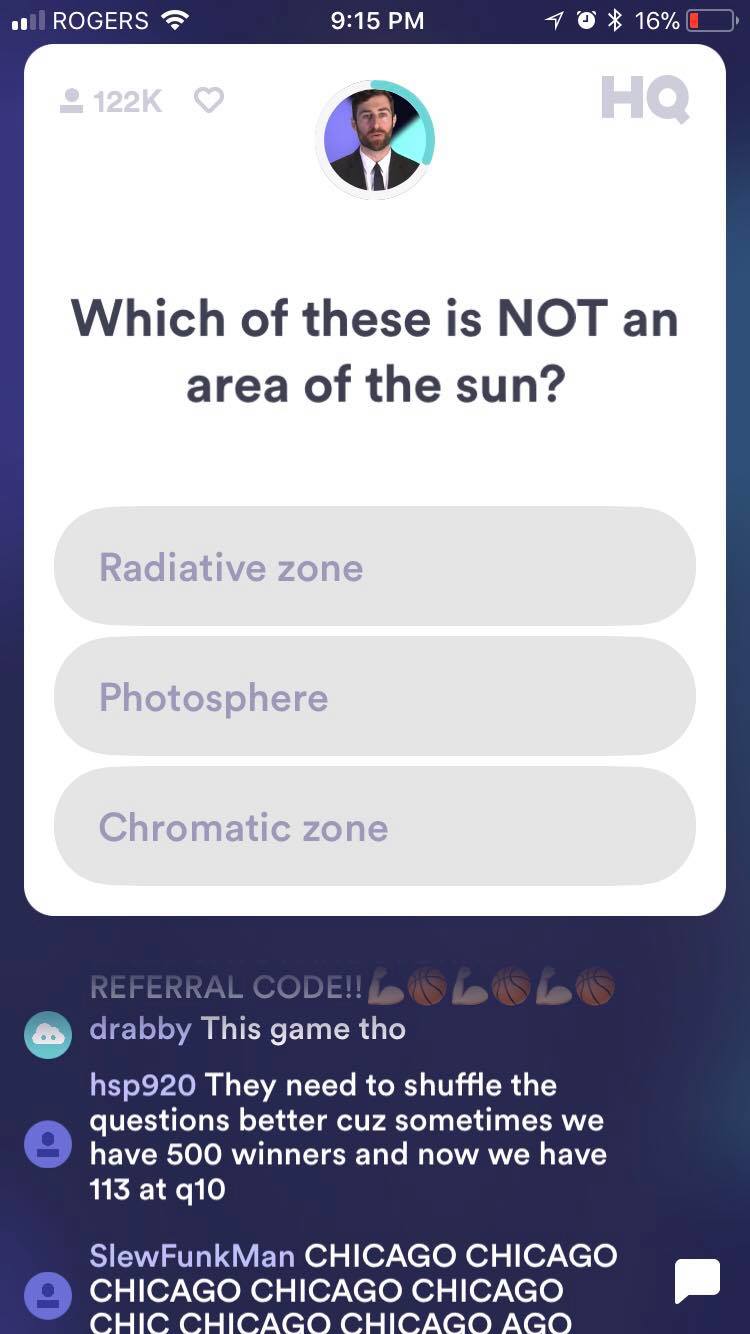 ROGERS 9:15 PM 16%
122K HQ
Which of these is NOT an
area of the sun?
Radiative zone
Photosphere
Chromatic zone
REFERRAL CODE!!💪🏀💪🏀💪🏀
drabby This game tho
hsp920 They need to shuffle the
questions better cuz sometimes we
have 500 winners and now we have
113 at q10
SlewFunkMan CHICAGO CHICAGO
CHICAGO CHICAGO CHICAGO
CHIC CHICAGO CHICAGO AGO